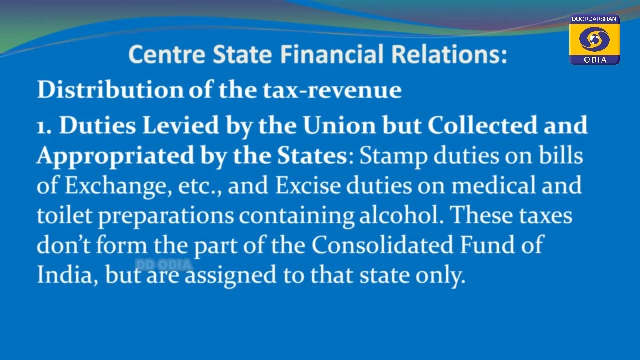 DOORDARSHAN
ODIA
Centre State Financial Relations:
Distribution of the tax-revenue
1. Duties Levied by the Union but Collected and
Appropriated by the States: Stamp duties on bills
of Exchange, etc., and Excise duties on medical and
toilet preparations containing alcohol. These taxes
don't form the part of the Consolidated Fund of
India, but are assigned to that state only.
DD ODIA